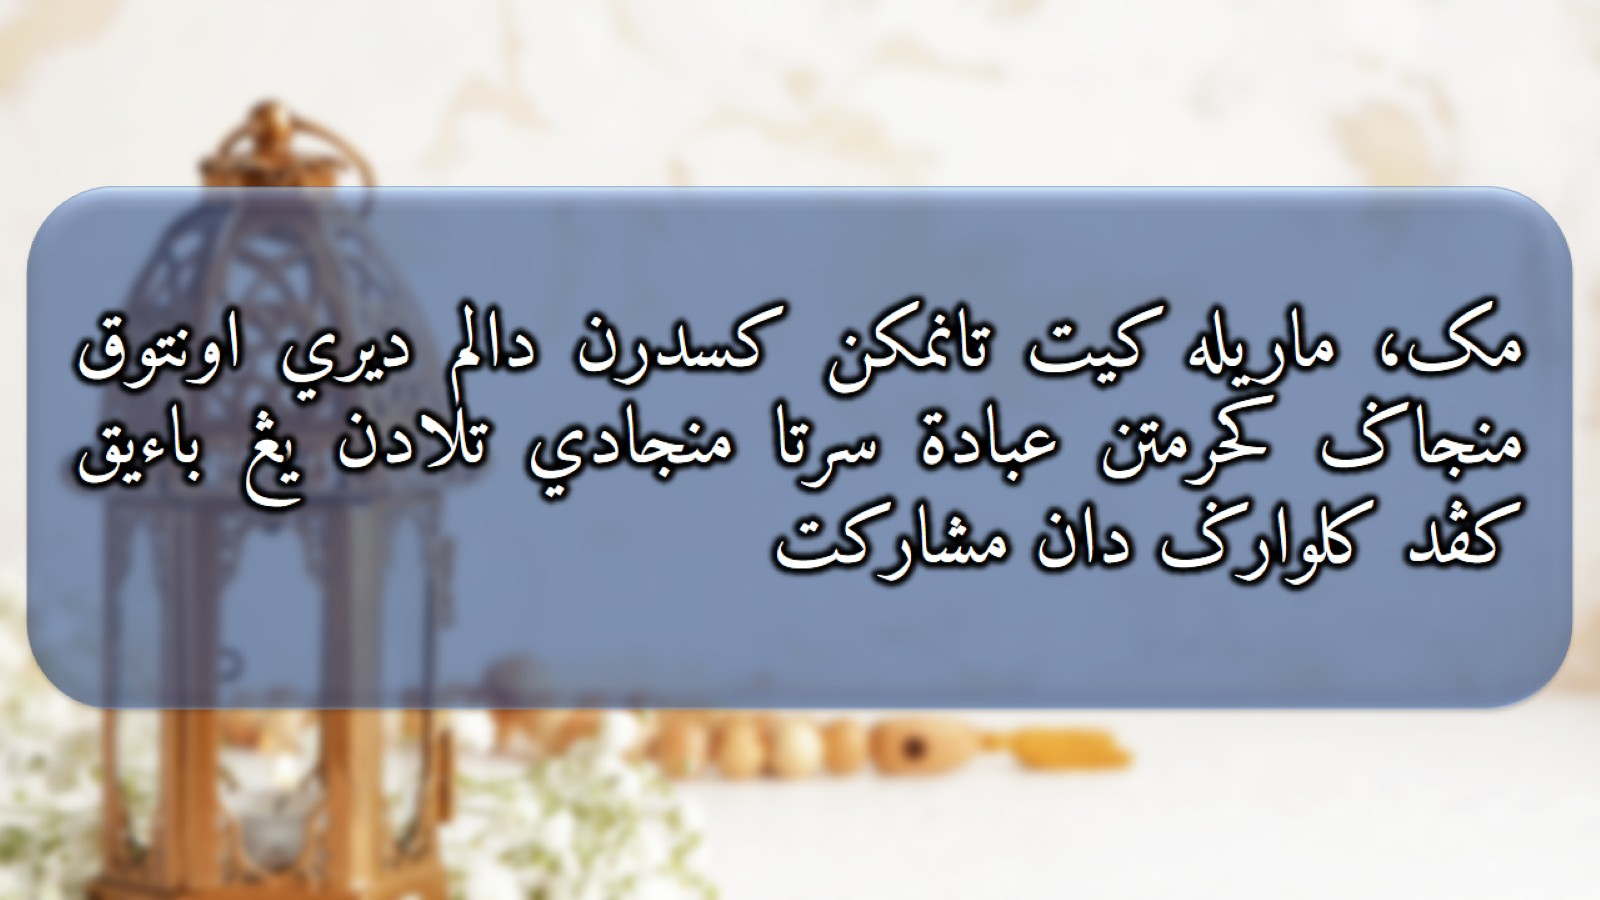 مک، ماريله کيت تانمکن کسدرن دالم ديري اونتوق
منجاݢ کحرمتن عبادة سرتا منجادي تلادن يڠ باءيق
کڤد کلوارݢ دان مشارکت